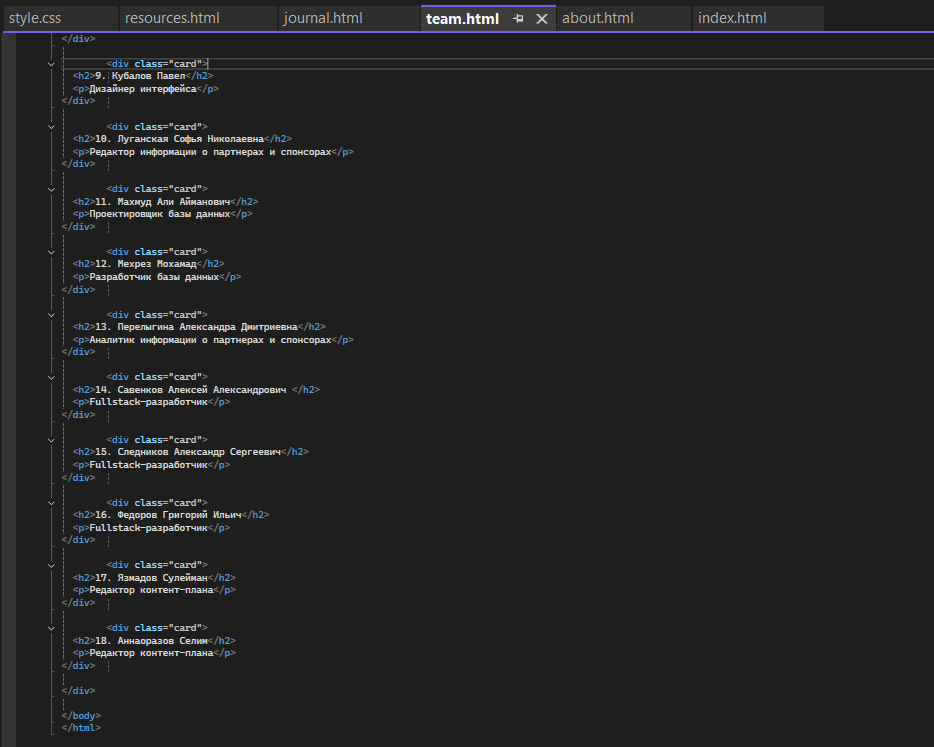 style.css resources.html journal.html team.html about.html index.html
</div>
<div class="card">
<h2>9. Кубалов Павел</h2>
<p>Дизайнер интерфейса</p>
</div>
<div class="card">
<h2>10. Луганская Софья Николаевна</h2>
<p>Редактор информации о партнерах и спонсорах</p>
</div>
<div class="card">
<h2>11. Махмуд Али Айманович</h2>
<p>Проектировщик базы данных</p>
</div>
<div class="card">
<h2>12. Мехрез Мохамад</h2>
<p>Разработчик базы данных</p>
</div>
<div class="card">
<h2>13. Перелыгина Александра Дмитриевна</h2>
<p>Аналитик информации о партнерах и спонсорах</p>
</div>
<div class="card">
<h2>14. Савенков Алексей Александрович </h2>
<p>Fullstack-разработчик</p>
</div>
<div class="card">
<h2>15. Следников Александр Сергеевич</h2>
<p>Fullstack-разработчик</p>
</div>
<div class="card">
<h2>16. Федоров Григорий Ильич</h2>
<p>Fullstack-разработчик</p>
</div>
<div class="card">
<h2>17. Язмадов Сулейман</h2>
<p>Редактор контент-плана</p>
</div>
<div class="card">
<h2>18. Аннаоразов Селим</h2>
<p>Редактор контент-плана</p>
</div>
</div>
</body>
</html>